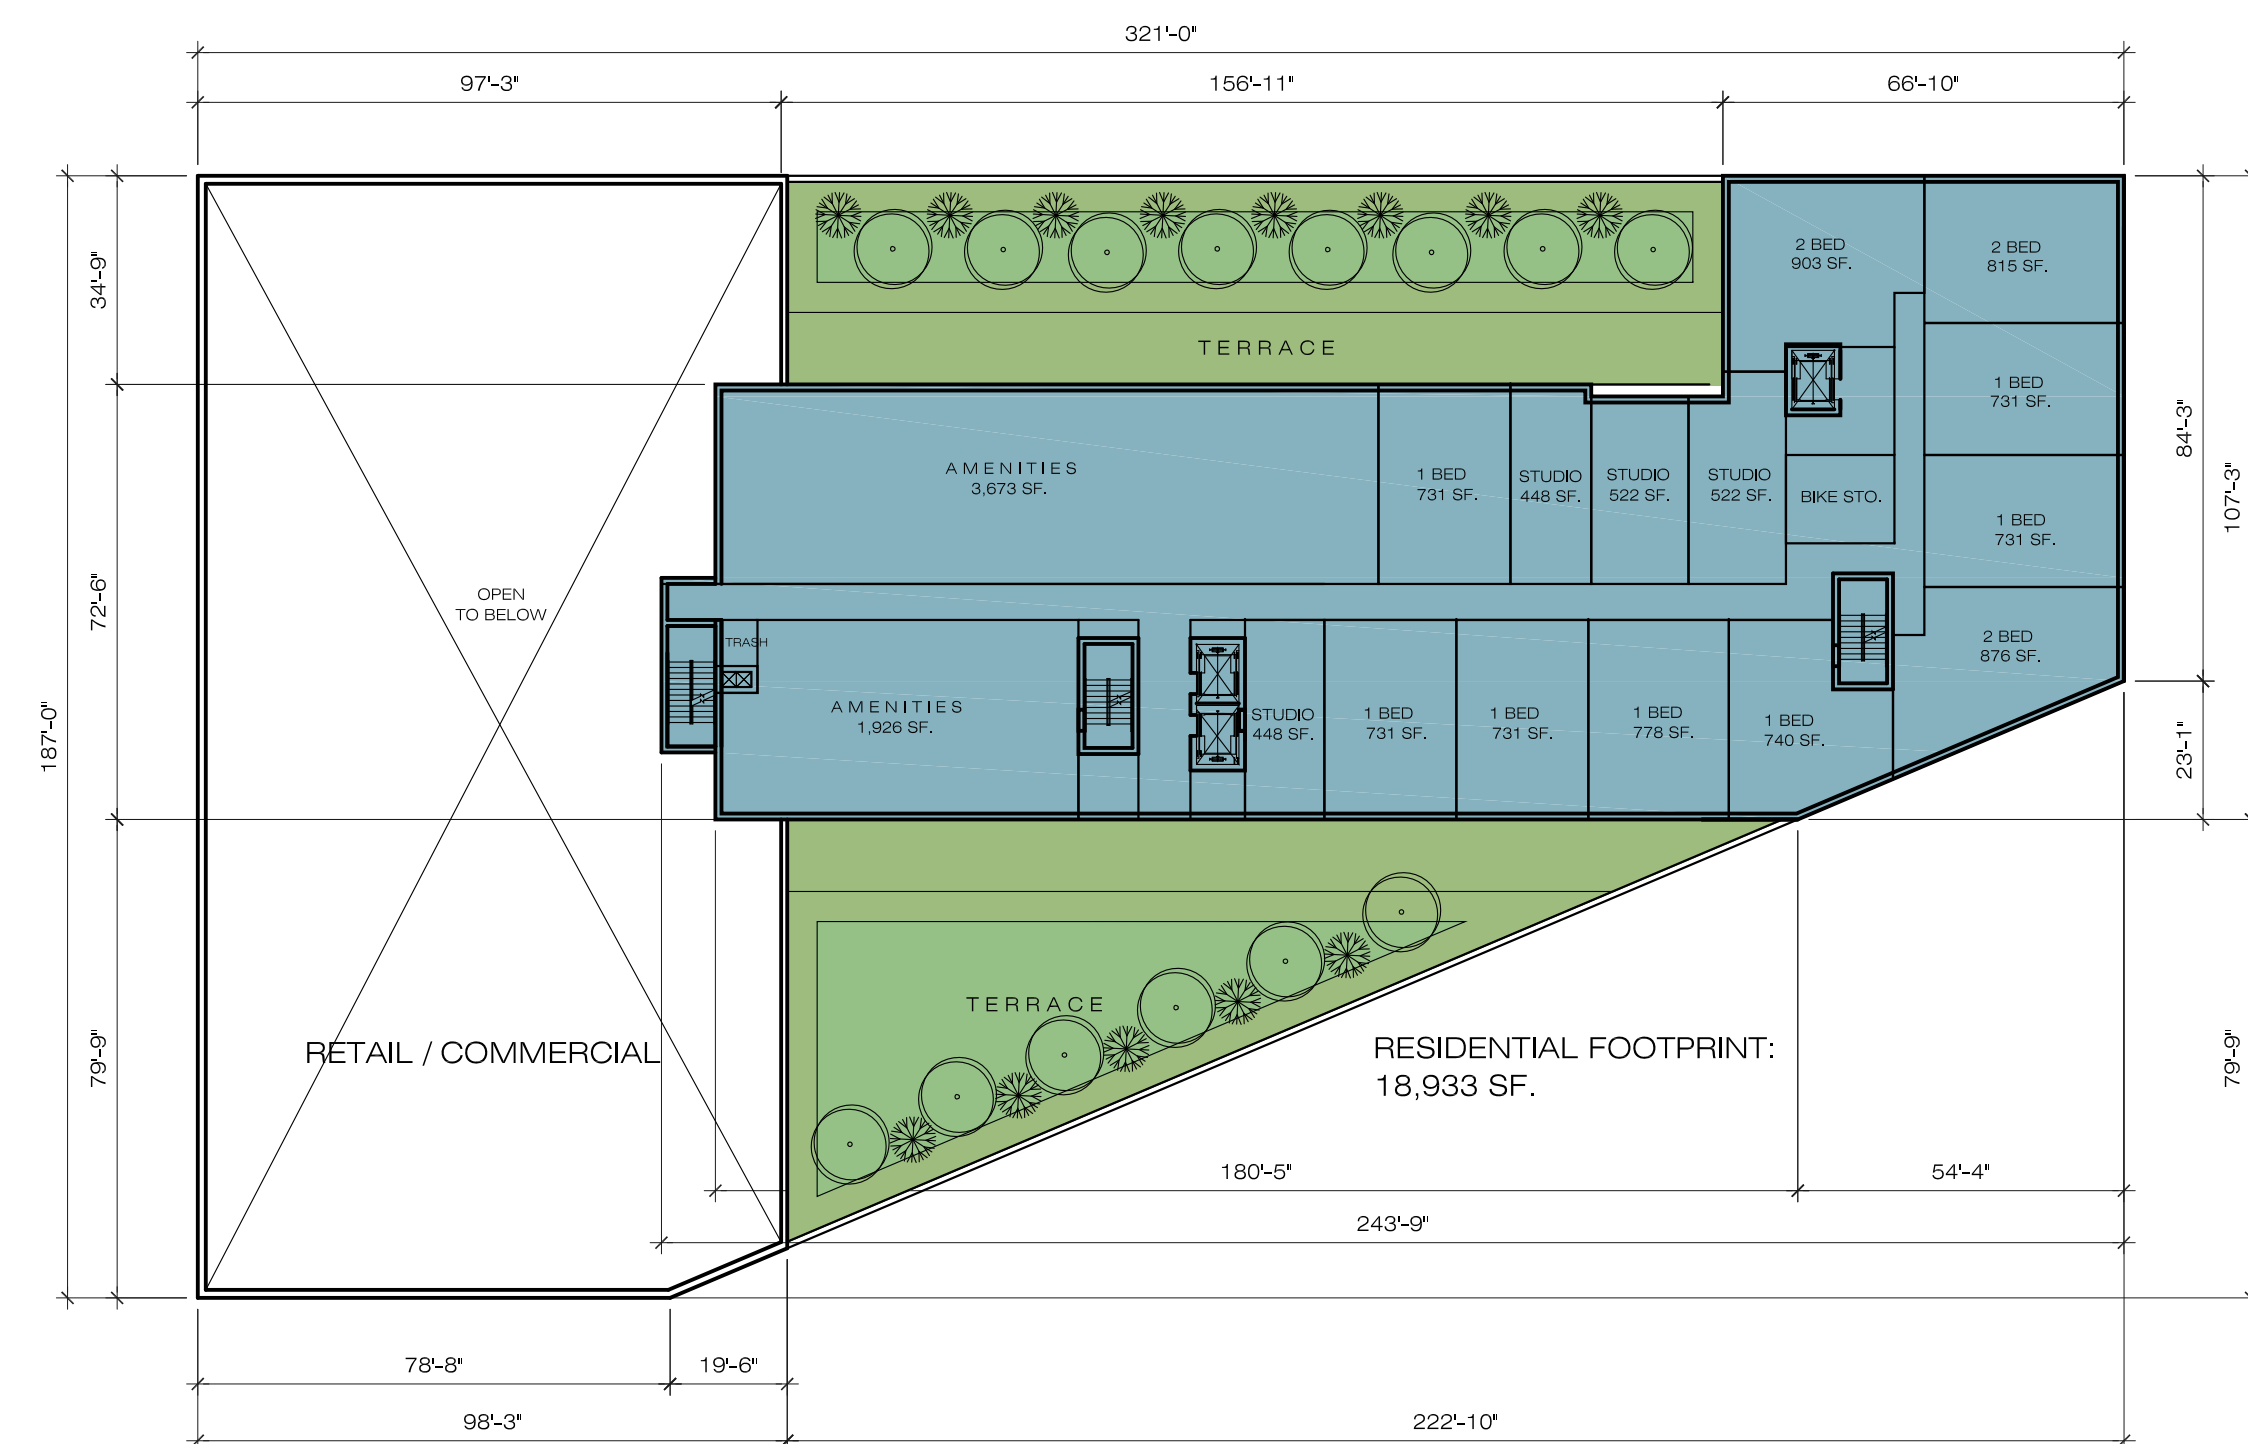 321'-0"
97'-3"
156'-11"
66'-10"
34'-9"
72'-6"
187'-0"
79'-9"
84'-3"
107'-3"
23'-1"
79'-9"
TERRACE
2 BED
903 SF.
2 BED
815 SF.
1 BED
731 SF.
1 BED
731 SF.
2 BED
876 SF.
AMENITIES
3,673 SF.
1 BED
731 SF.
STUDIO
448 SF.
STUDIO
522 SF.
STUDIO
522 SF.
BIKE STO.
OPEN
TO BELOW
TRASH
AMENITIES
1,926 SF.
STUDIO
448 SF.
1 BED
731 SF.
1 BED
731 SF.
1 BED
778 SF.
1 BED
740 SF.
TERRACE
RETAIL / COMMERCIAL
RESIDENTIAL FOOTPRINT:
18,933 SF.
180'-5"
54'-4"
243'-9"
78'-8"
19'-6"
98'-3"
222'-10"